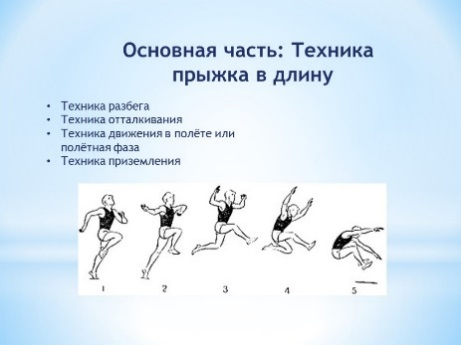 Основная часть: Техника
прыжка в длину
• Техника разбега
• Техника отталкивания
• Техника движения в полёте или
полётная фаза
• Техника приземления
1 2 3 4 5